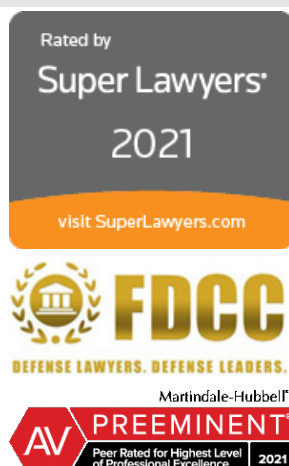 Rated by
Super Lawyers®
2021
visit SuperLawyers.com
FDCC
DEFENSE LAWYERS. DEFENSE LEADERS.
Martindale-Hubbell®
AV PREEMINENT®
Peer Rated for Highest Level
of Professional Excellence
2021